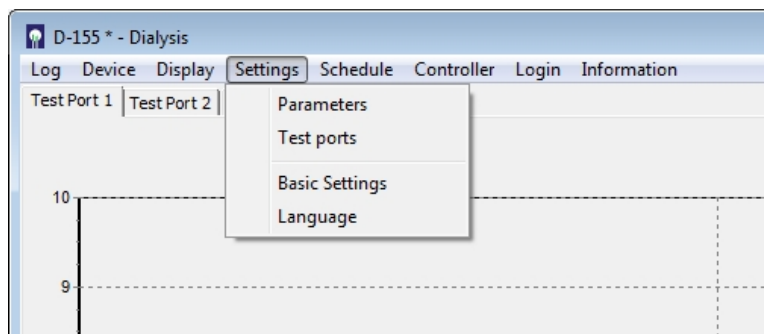 D-155 * - Dialysis
Log Device Display Settings Schedule Controller Login Information
Test Port 1 Test Port 2
Parameters
Test ports
Basic Settings
Language
10
9